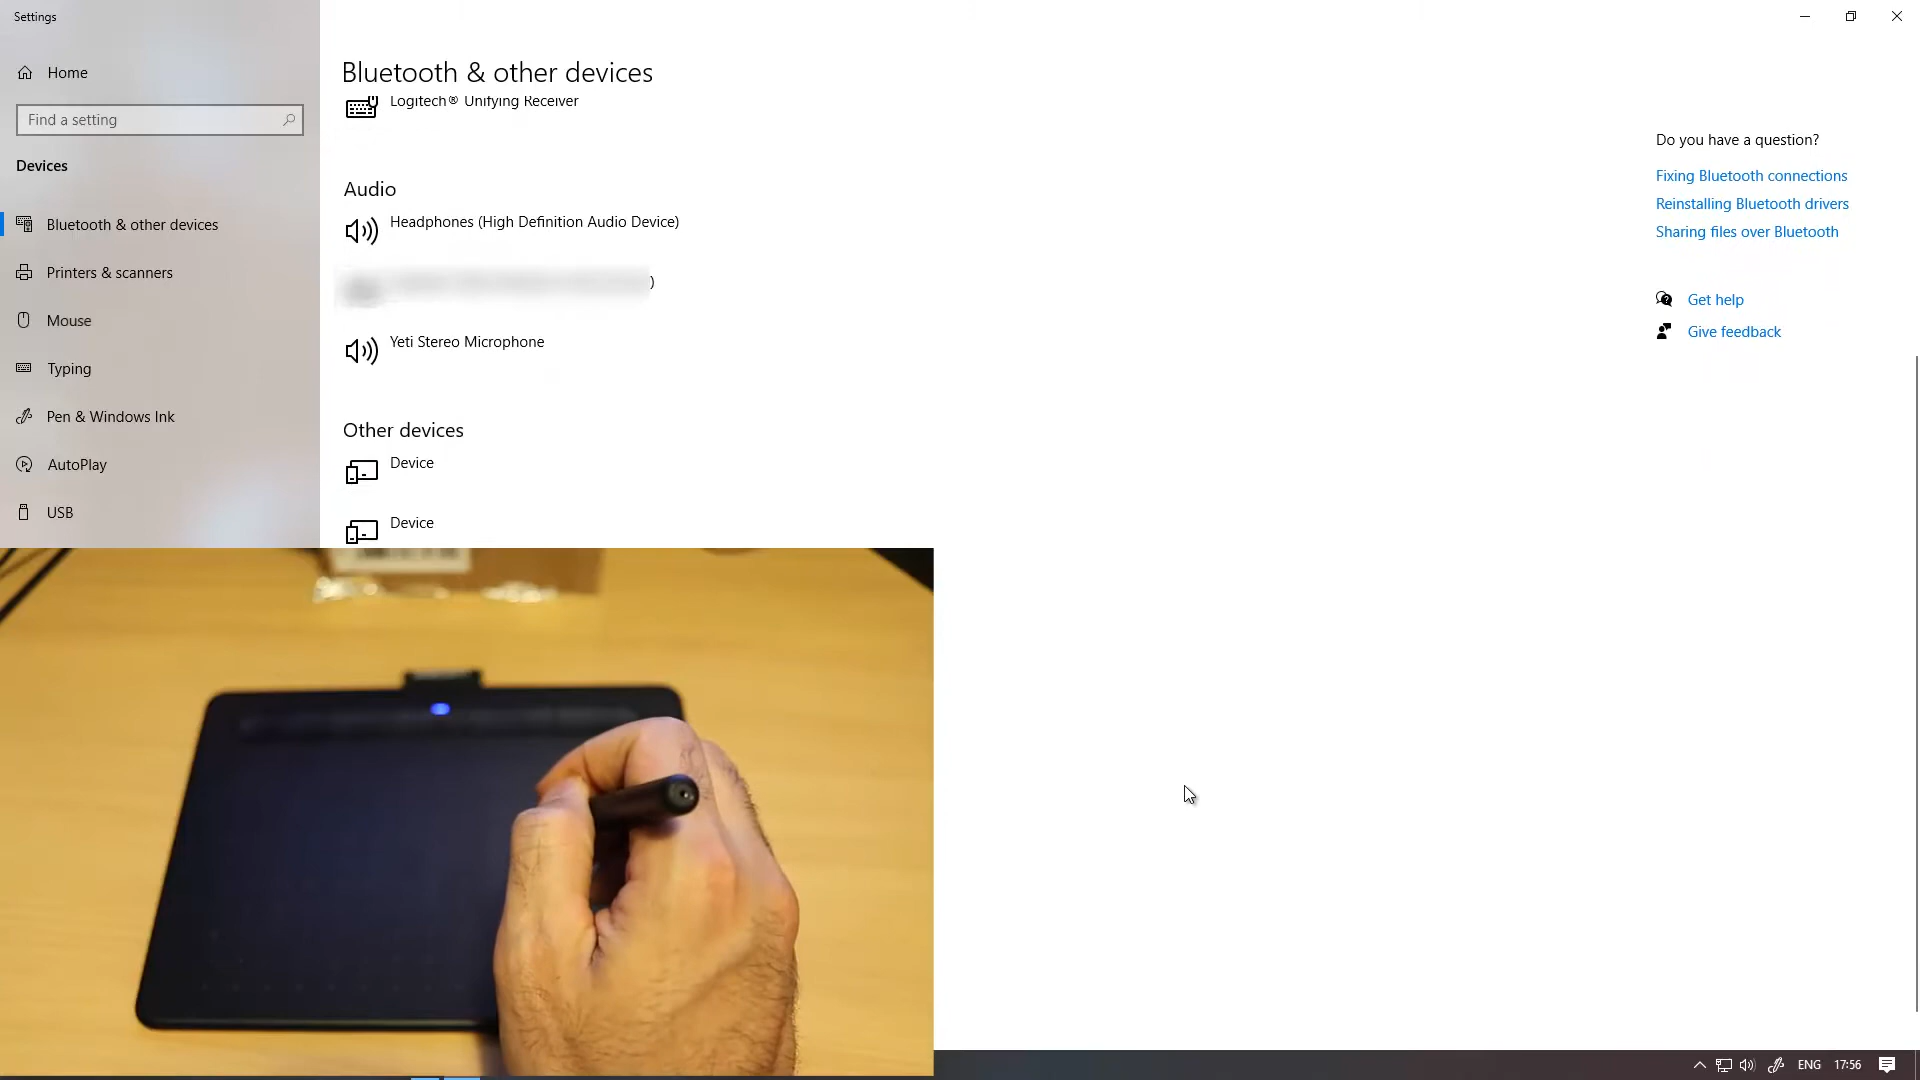 Settings
Home
Find a setting
Devices
Bluetooth & other devices
Printers & scanners
Mouse
Typing
Pen & Windows Ink
AutoPlay
USB
Bluetooth & other devices
Logitech® Unifying Receiver
Audio
Headphones (High Definition Audio Device)
)
Yeti Stereo Microphone
Other devices
Device
Device
Do you have a question?
Fixing Bluetooth connections
Reinstalling Bluetooth drivers
Sharing files over Bluetooth
Get help
Give feedback
ENG
17:56